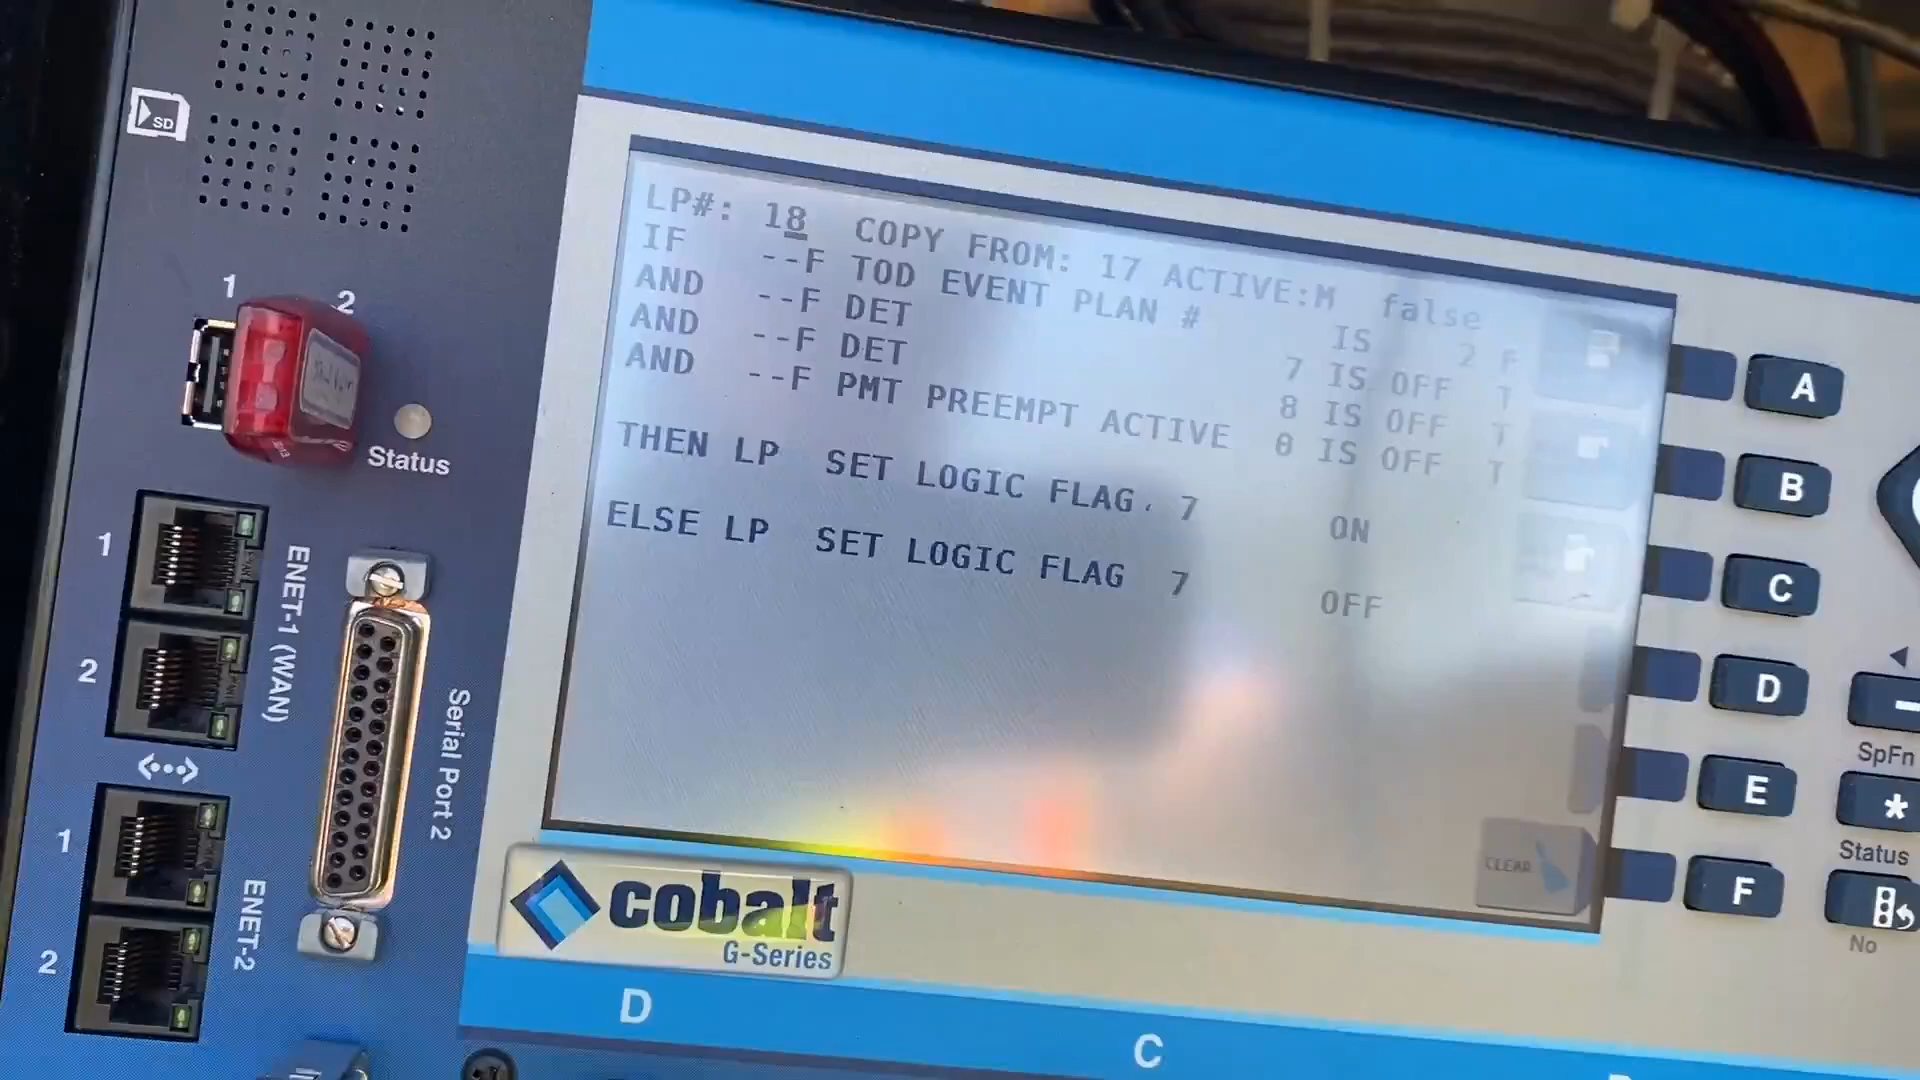 SD
LP#: 18 COPY FROM: 17 ACTIVE:M false
IF --F TOD EVENT PLAN # IS 2 F
AND --F DET 7 IS OFF T
AND --F DET 8 IS OFF T
AND --F PMT PREEMPT ACTIVE 0 IS OFF T
THEN LP SET LOGIC FLAG 7 ON
ELSE LP SET LOGIC FLAG 7 OFF
CLEAR
1 2
Status
1
2
ENET-1 (WAN)
1
2
ENET-2
Serial Port 2
cobalt
G-Series
A
B
C
D
E
F
SpFn
*
Status
No
D
C